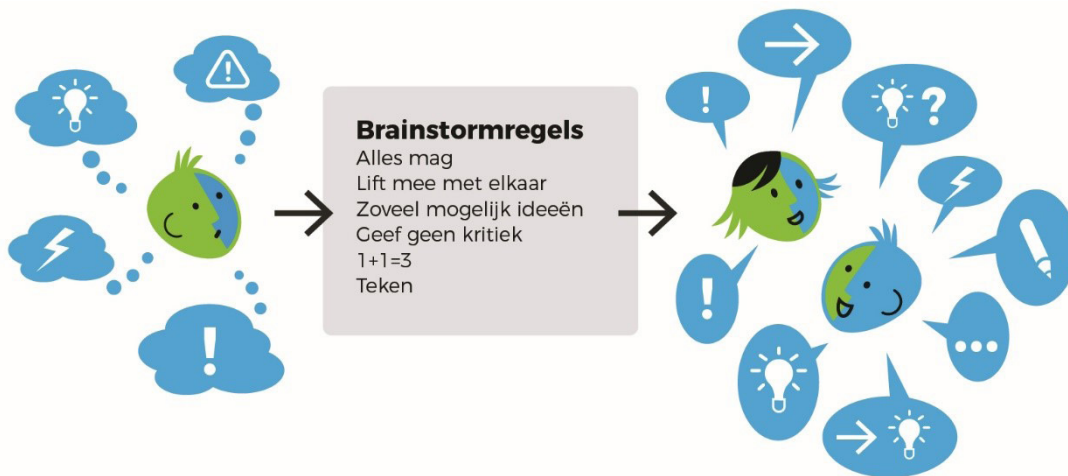 Brainstormregels
Alles mag
Lift mee met elkaar
Zoveel mogelijk ideeën
Geef geen kritiek
1+1=3
Teken